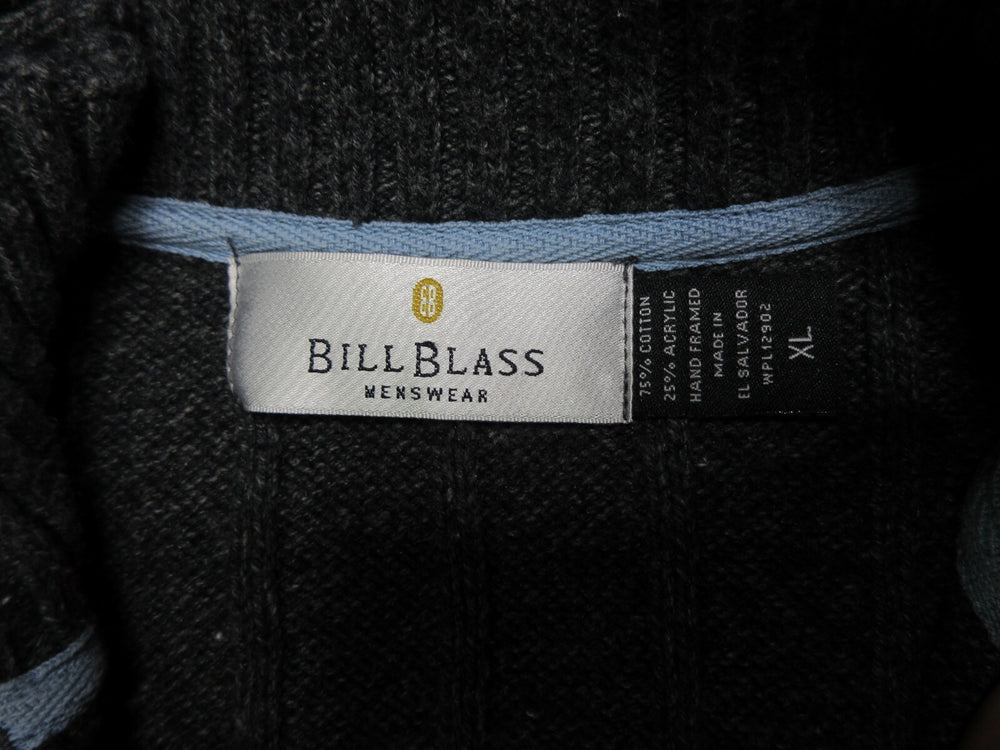 BB
BILL BLASS
MENSWEAR
75% COTTON
25% ACRYLIC
HAND FRAMED
MADE IN
EL SALVADOR
WPL12902
XL